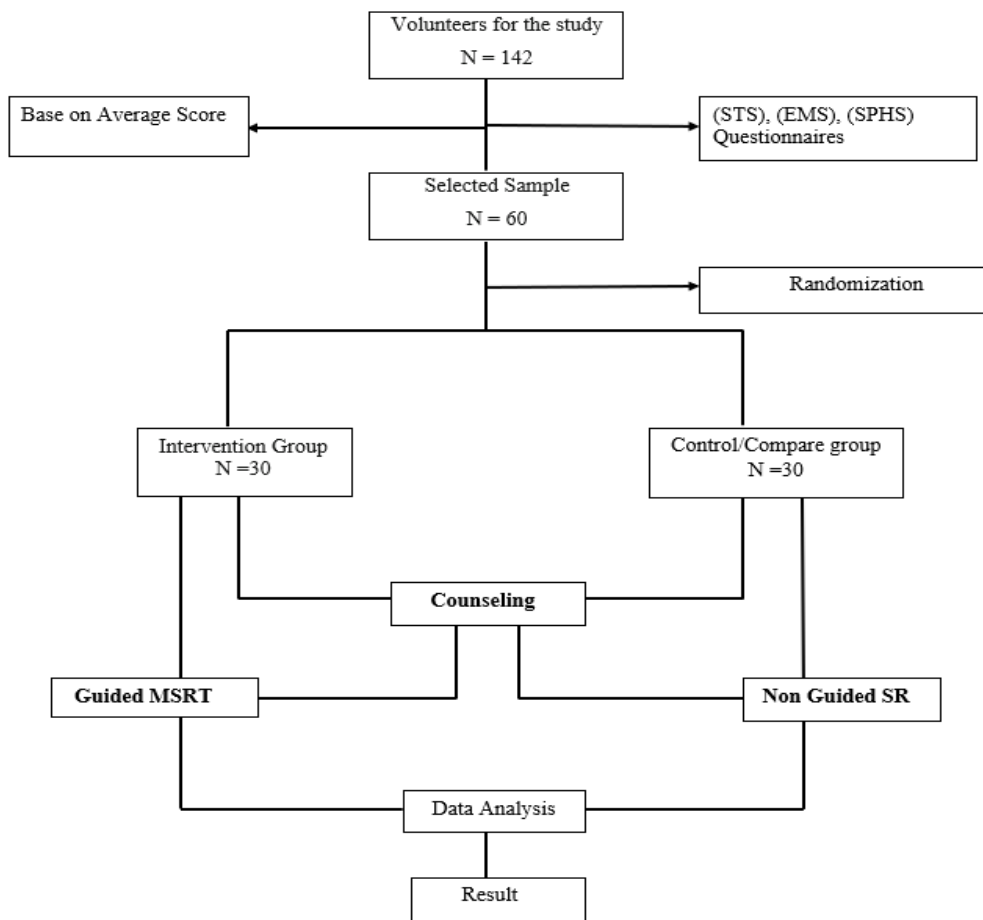 Volunteers for the study
N = 142
Base on Average Score
(STS), (EMS), (SPHS)
Questionnaires
Selected Sample
N = 60
Randomization
Intervention Group
N =30
Control/Compare group
N =30
Counseling
Guided MSRT
Non Guided SR
Data Analysis
Result